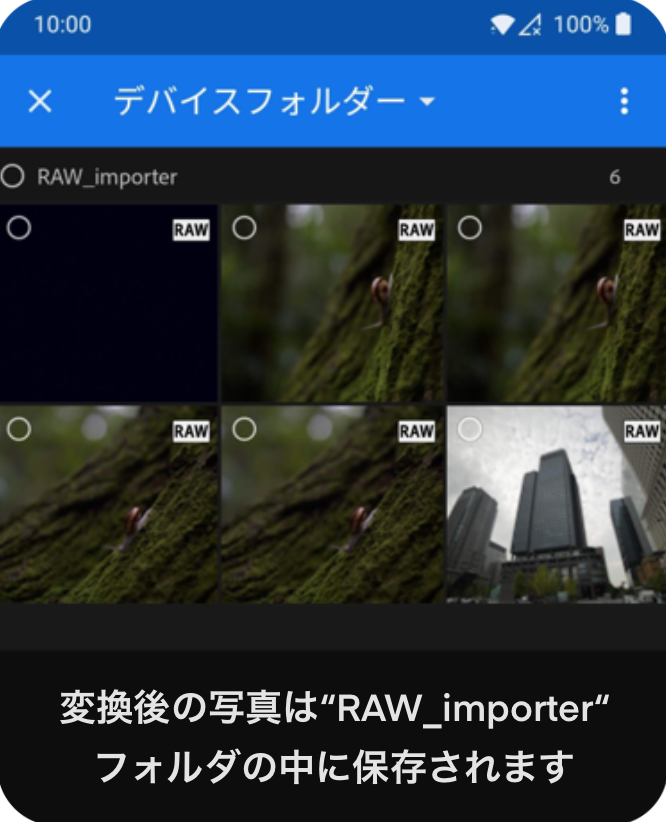 10:00 100%
デバイスフォルダー
RAW_importer 6
RAW RAW RAW
RAW RAW RAW
変換後の写真は“RAW_importer“
フォルダの中に保存されます